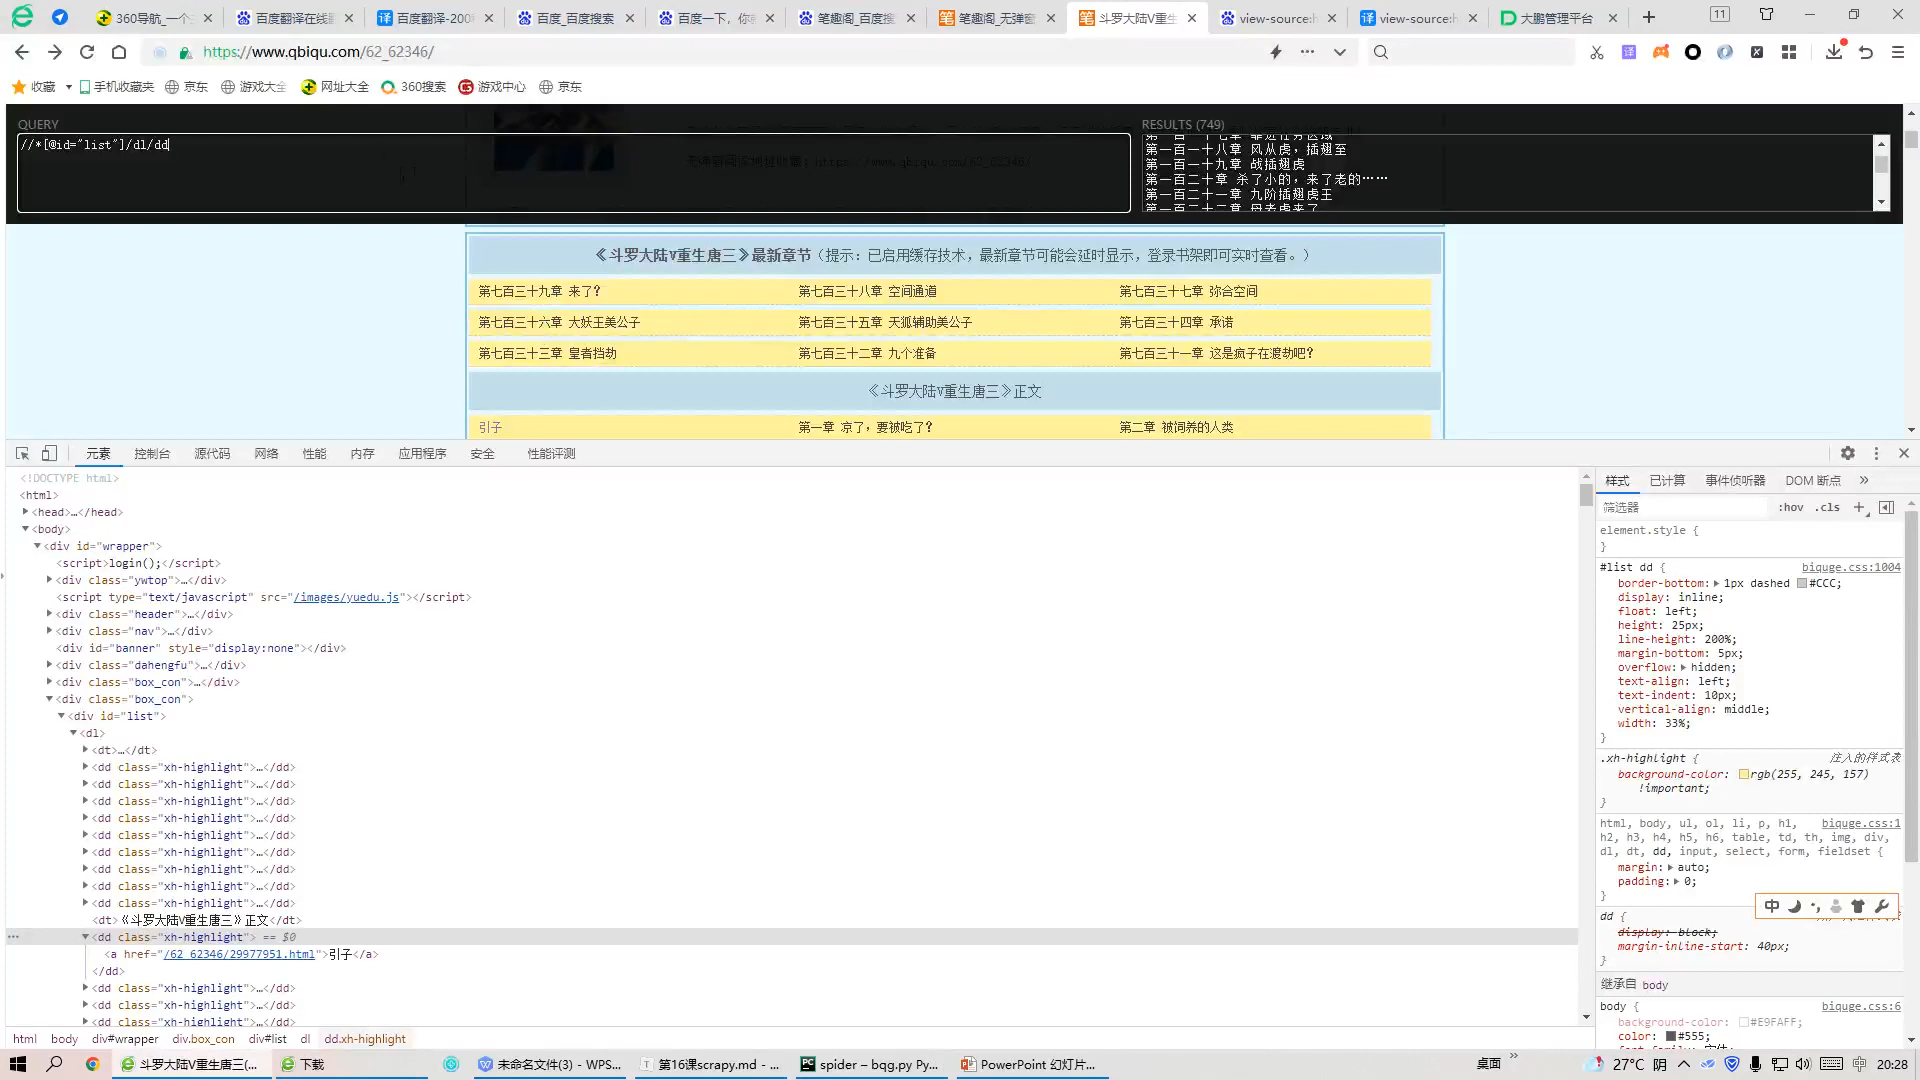 360导航_一个主
百度翻译在线翻
百度翻译-200种
百度_百度搜索
百度一下，你就
笔趣阁_百度搜
笔趣阁_无弹窗
斗罗大陆V重生
view-source:h
view-source:h
大鹏管理平台
11
https://www.qbiqu.com/62_62346/
收藏 手机收藏夹 京东 游戏大全 网址大全 360搜索 游戏中心 京东
QUERY
//*[@id="list"]/dl/dd
RESULTS (749)
第一百一十八章 风从虎，插翅至
第一百一十九章 战插翅虎
第一百二十章 杀了小的，来了老的……
第一百二十一章 九阶插翅虎王
第一百二十二章 母老虎来了
《斗罗大陆V重生唐三》最新章节（提示：已启用缓存技术，最新章节可能会延时显示，登录书架即可实时查看。）
第七百三十九章 来了？ 第七百三十八章 空间通道 第七百三十七章 弥合空间
第七百三十六章 大妖王美公子 第七百三十五章 天狐辅助美公子 第七百三十四章 承诺
第七百三十三章 皇者挡劫 第七百三十二章 九个准备 第七百三十一章 这是疯子在渡劫吧？
《斗罗大陆V重生唐三》正文
引子 第一章 凉了，要被吃了？ 第二章 被饲养的人类
元素 控制台 源代码 网络 性能 内存 应用程序 安全 性能评测
<!DOCTYPE html>
<html>
<head>…</head>
<body>
<div id="wrapper">
<script>login();</script>
<div class="ywtop">…</div>
<script type="text/javascript" src="/images/yuedu.js"></script>
<div class="header">…</div>
<div class="nav">…</div>
<div id="banner" style="display:none"></div>
<div class="dahengfu">…</div>
<div class="box_con">…</div>
<div class="box_con">
<div id="list">
<dl>
<dt>…</dt>
<dd class="xh-highlight">…</dd>
<dd class="xh-highlight">…</dd>
<dd class="xh-highlight">…</dd>
<dd class="xh-highlight">…</dd>
<dd class="xh-highlight">…</dd>
<dd class="xh-highlight">…</dd>
<dd class="xh-highlight">…</dd>
<dd class="xh-highlight">…</dd>
<dd class="xh-highlight">…</dd>
<dt>《斗罗大陆V重生唐三》正文</dt>
<dd class="xh-highlight"> == $0
<a href="/62_62346/29977951.html">引子</a>
</dd>
<dd class="xh-highlight">…</dd>
<dd class="xh-highlight">…</dd>
<dd class="xh-highlight">…</dd>
html body div#wrapper div.box_con div#list dl dd.xh-highlight
样式 已计算 事件侦听器 DOM 断点 »
筛选器 :hov .cls +
element.style {
}
#list dd { biquge.css:1004
border-bottom: 1px dashed #CCC;
display: inline;
float: left;
height: 25px;
line-height: 200%;
margin-bottom: 5px;
overflow: hidden;
text-align: left;
text-indent: 10px;
vertical-align: middle;
width: 33%;
}
.xh-highlight { 注入的样式表
background-color: rgb(255, 245, 157)
!important;
}
html, body, ul, ol, li, p, h1, biquge.css:1
h2, h3, h4, h5, h6, table, td, th, img, div,
dl, dt, dd, input, select, form, fieldset {
margin: auto;
padding: 0;
}
中
dd {
display: block;
margin-inline-start: 40px;
}
继承自 body
body { biquge.css:6
background-color: #E9FAFF;
color: #555;
斗罗大陆V重生唐三(... 下载 未命名文件(3) - WPS... 第16课scrapy.md - ... spider – bqg.py Py... PowerPoint 幻灯片... 桌面 » 27°C 阴 中 20:28